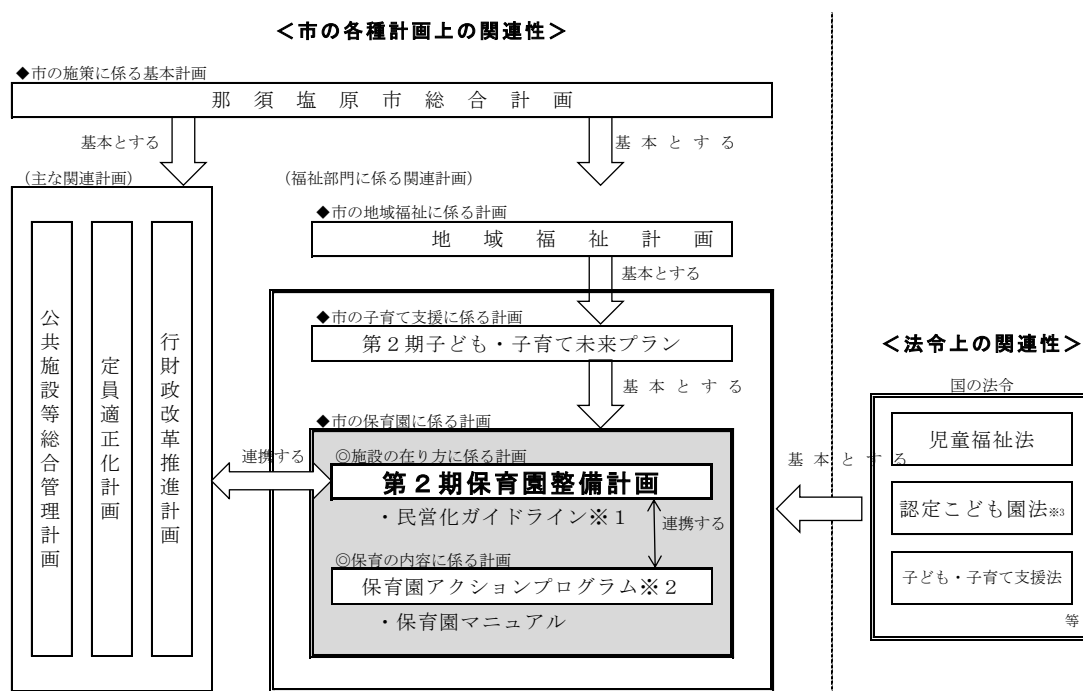 ＜市の各種計画上の関連性＞
◆市の施策に係る基本計画
那須塩原市総合計画
基本とする
基本とする
（主な関連計画）
公共施設等総合管理計画
定員適正化計画
行財政改革推進計画
（福祉部門に係る関連計画）
◆市の地域福祉に係る計画
地域福祉計画
基本とする
◆市の子育て支援に係る計画
第２期子ども・子育て未来プラン
基本とする
◆市の保育園に係る計画
連携する
◎施設の在り方に係る計画
第２期保育園整備計画
・民営化ガイドライン※１
連携する
◎保育の内容に係る計画
保育園アクションプログラム※２
・保育園マニュアル
基本とする
＜法令上の関連性＞
国の法令
児童福祉法
認定こども園法※3
子ども・子育て支援法
等